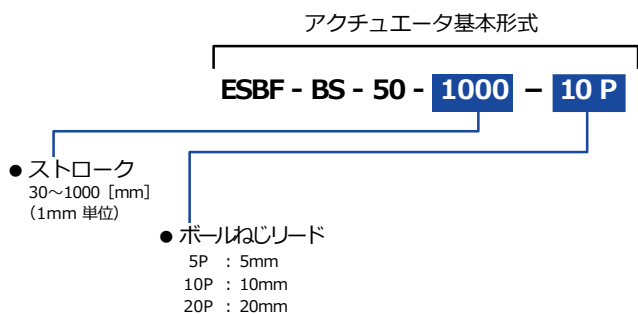 アクチュエータ基本形式
ESBF - BS - 50 - 1000 − 10 P
● ストローク
30～1000 [mm]
（1mm 単位）
● ボールねじリード
5P : 5mm
10P : 10mm
20P : 20mm